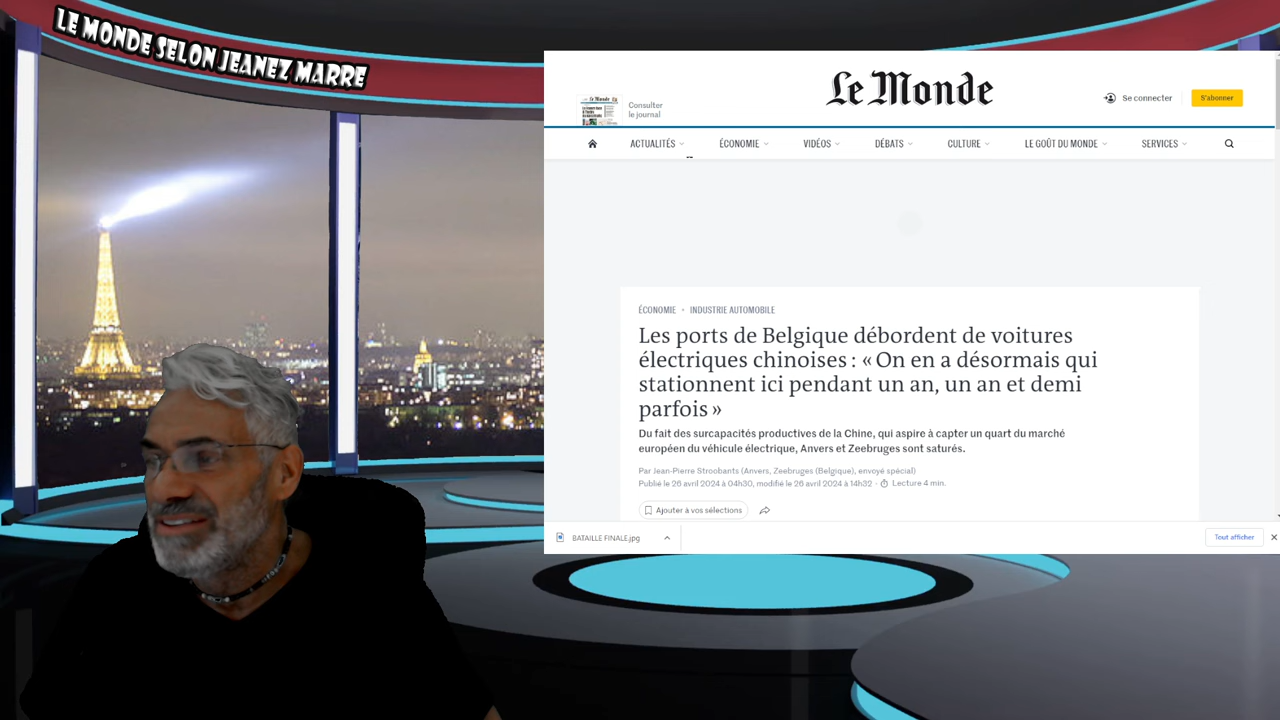 LE MONDE SELON JEANEZ MARRE
Consulter
le journal
Le Monde
Se connecter
S'abonner
ACTUALITÉS
ÉCONOMIE
VIDÉOS
DÉBATS
CULTURE
LE GOÛT DU MONDE
SERVICES
ÉCONOMIE • INDUSTRIE AUTOMOBILE
Les ports de Belgique débordent de voitures
électriques chinoises : « On en a désormais qui
stationnent ici pendant un an, un an et demi
parfois »
Du fait des surcapacités productives de la Chine, qui aspire à capter un quart du marché
européen du véhicule électrique, Anvers et Zeebruges sont saturés.
Par Jean-Pierre Stroobants (Anvers, Zeebruges (Belgique), envoyé spécial)
Publié le 26 avril 2024 à 04h30, modifié le 26 avril 2024 à 14h32 • Lecture 4 min.
Ajouter à vos sélections
BATAILLE FINALE.jpg
Tout afficher